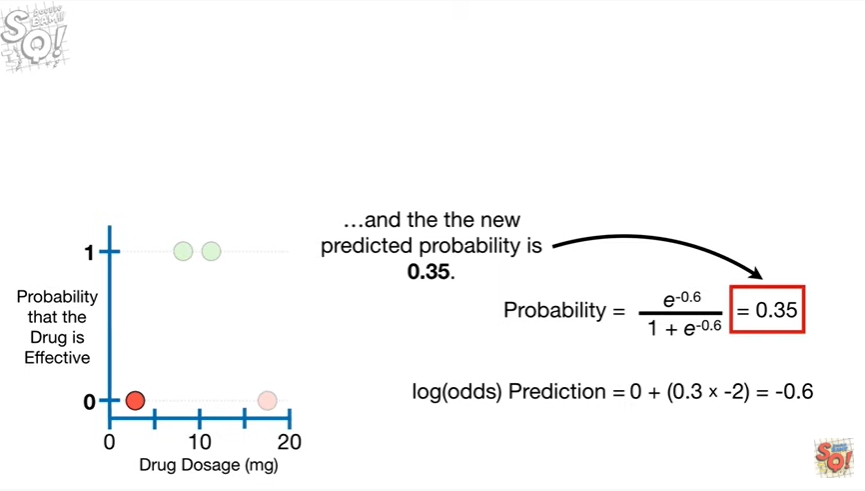 …and the the new
predicted probability is
0.35.
Probability = e^-0.6 / 1 + e^-0.6 = 0.35
log(odds) Prediction = 0 + (0.3 × -2) = -0.6
1
Probability
that the
Drug is
Effective
0
0 10 20
Drug Dosage (mg)